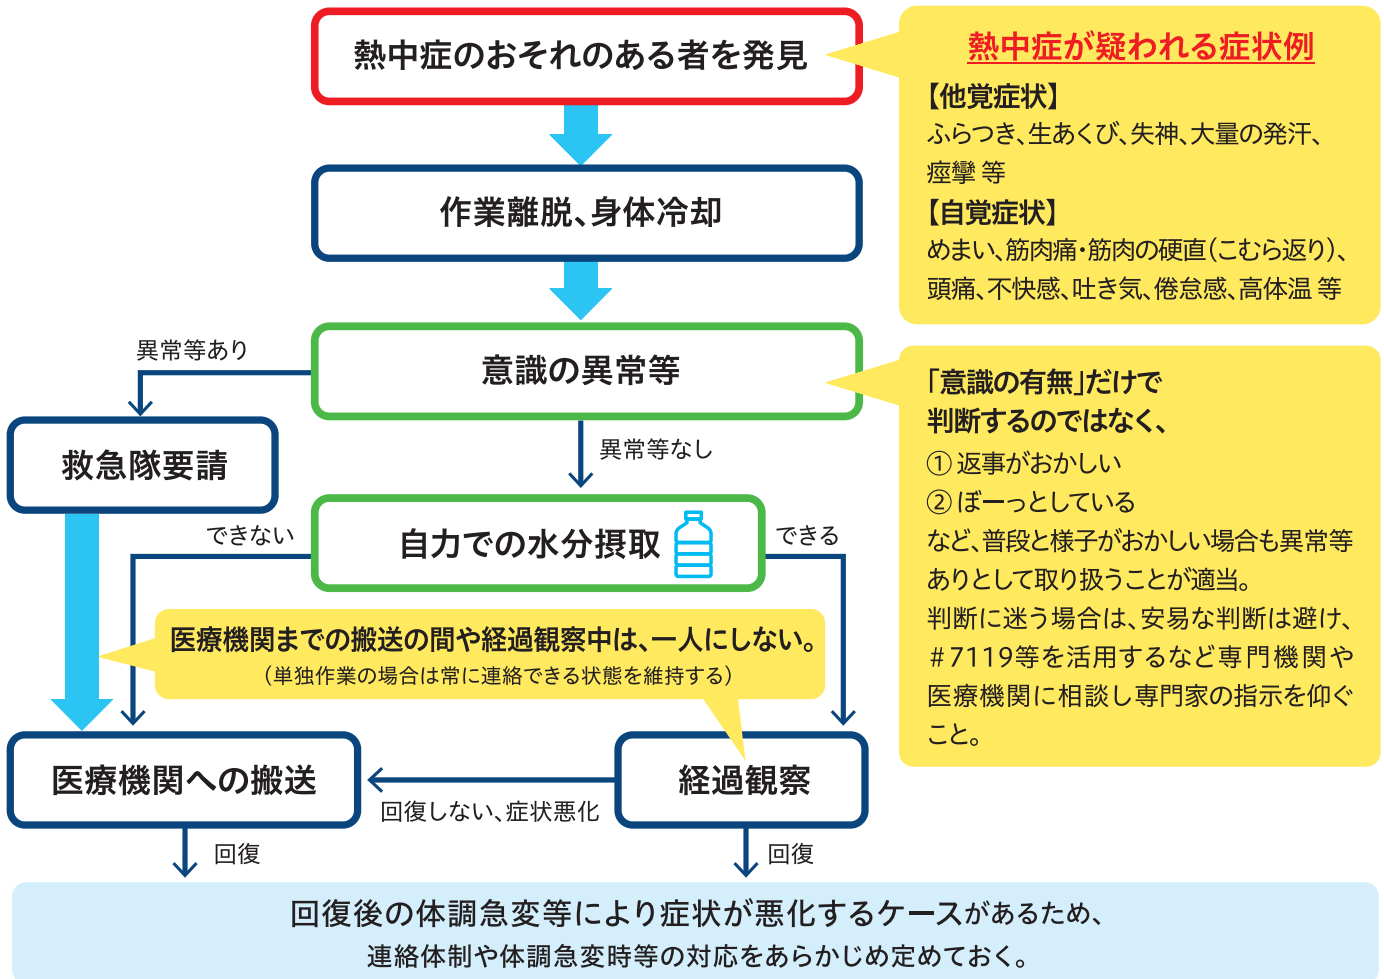 熱中症のおそれのある者を発見
熱中症が疑われる症状例
【他覚症状】
ふらつき、生あくび、失神、大量の発汗、
痙攣 等
【自覚症状】
めまい、筋肉痛・筋肉の硬直（こむら返り）、
頭痛、不快感、吐き気、倦怠感、高体温 等
作業離脱、身体冷却
意識の異常等
「意識の有無」だけで
判断するのではなく、
① 返事がおかしい
② ぼーっとしている
など、普段と様子がおかしい場合も異常等
ありとして取り扱うことが適当。
判断に迷う場合は、安易な判断は避け、
＃7119等を活用するなど専門機関や
医療機関に相談し専門家の指示を仰ぐ
こと。
異常等あり
異常等なし
救急隊要請
自力での水分摂取
できない
できる
医療機関までの搬送の間や経過観察中は、一人にしない。
（単独作業の場合は常に連絡できる状態を維持する）
医療機関への搬送
経過観察
回復しない、症状悪化
回復
回復
回復後の体調急変等により症状が悪化するケースがあるため、
連絡体制や体調急変時等の対応をあらかじめ定めておく。